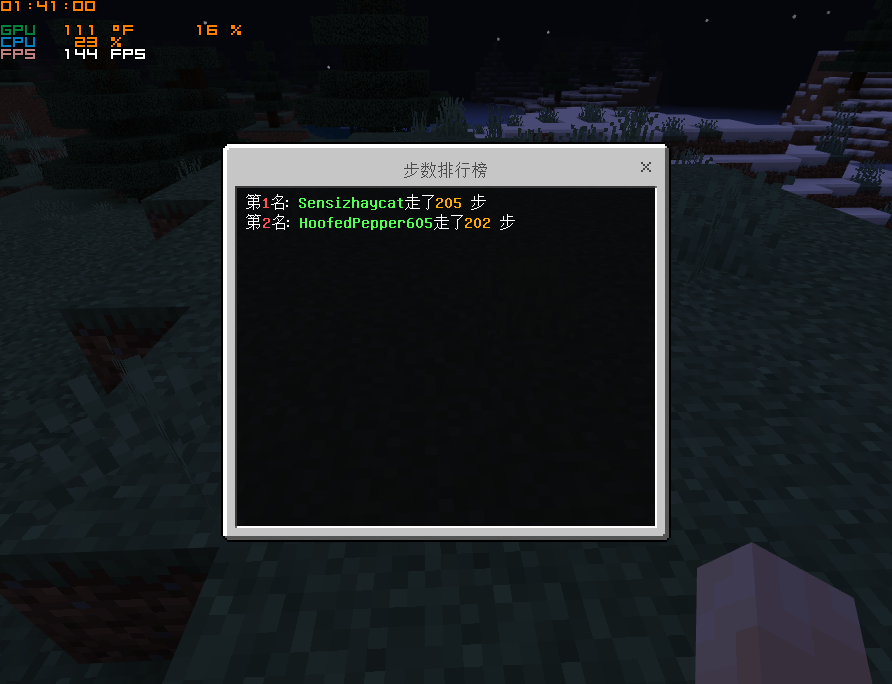 01:41:00
GPU 111 °F 16 %
CPU 23 %
FPS 144 FPS
步数排行榜
第1名: Sensizhaycat走了205 步
第2名: HoofedPepper605走了202 步